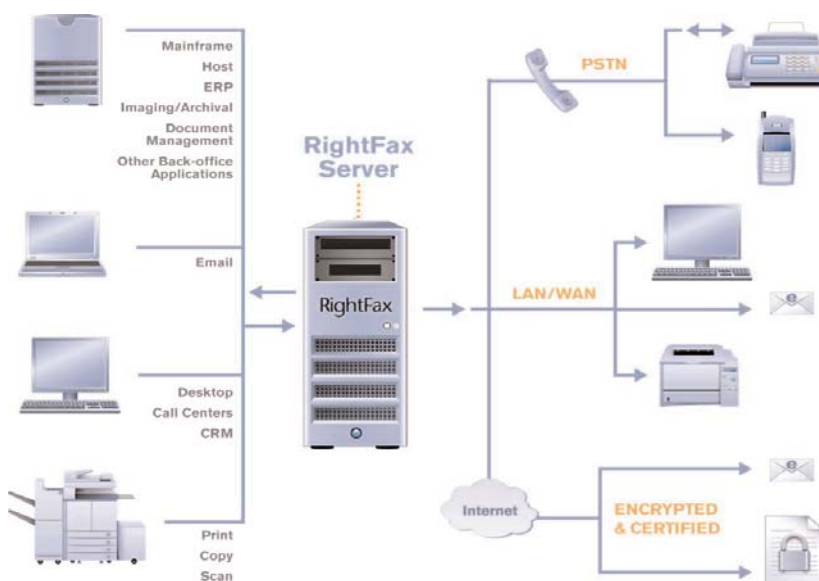 Mainframe
Host
ERP
Imaging/Archival
Document
Management
Other Back-office
Applications
Email
Desktop
Call Centers
CRM
Print
Copy
Scan
RightFax
Server
RightFax
PSTN
LAN/WAN
Internet
ENCRYPTED
& CERTIFIED